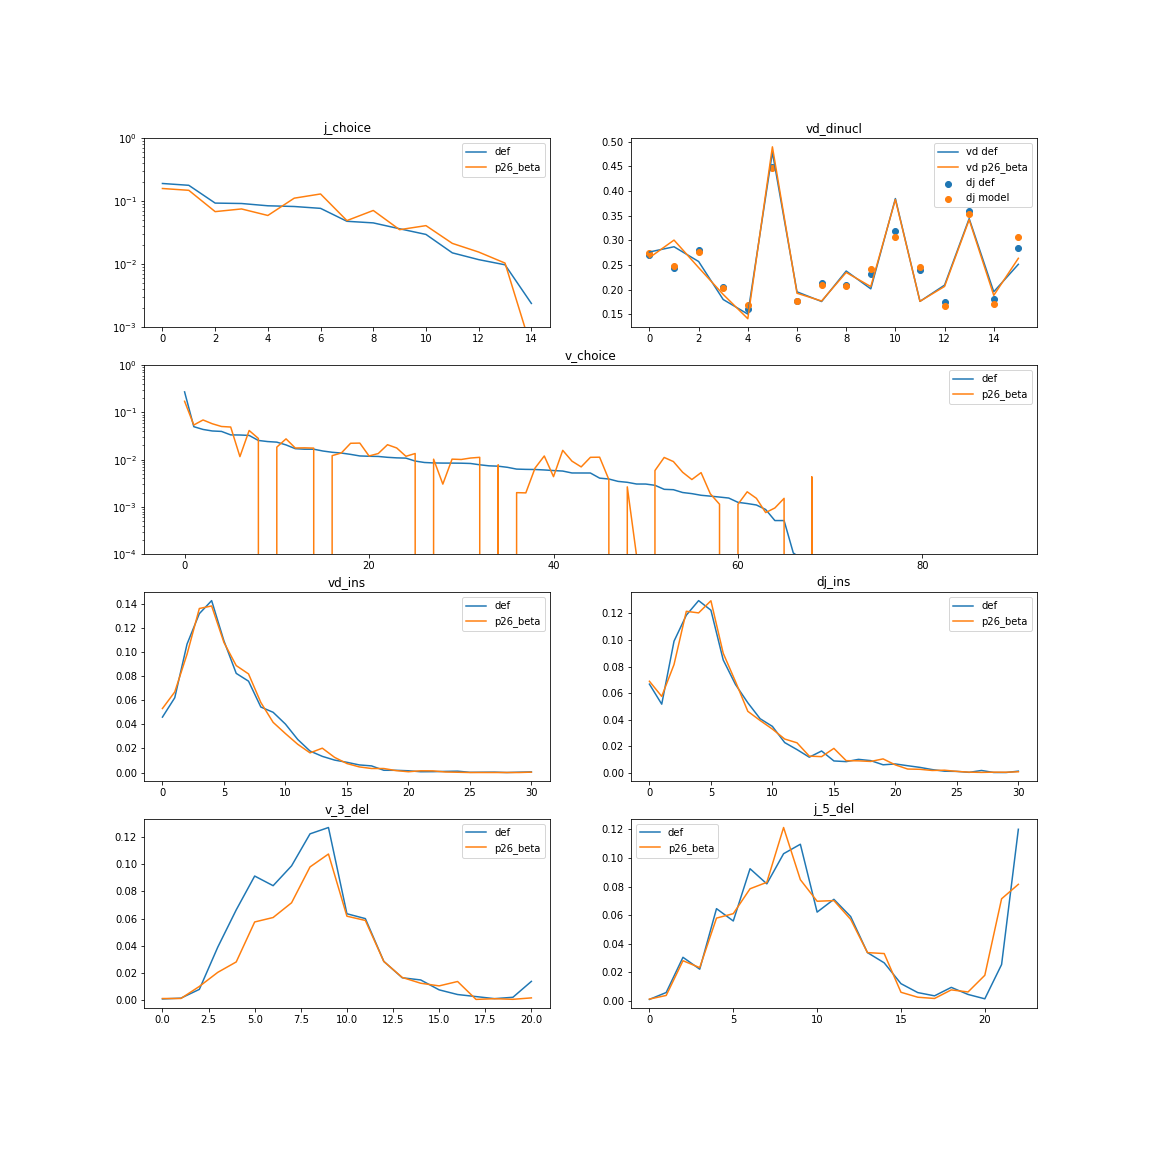 j_choice
10^0
10^-1
10^-2
10^-3
0 2 4 6 8 10 12 14
def
p26_beta
vd_dinucl
0.50
0.45
0.40
0.35
0.30
0.25
0.20
0.15
0 2 4 6 8 10 12 14
vd def
vd p26_beta
dj def
dj model
v_choice
10^0
10^-1
10^-2
10^-3
10^-4
0 20 40 60 80
def
p26_beta
vd_ins
0.14
0.12
0.10
0.08
0.06
0.04
0.02
0.00
0 5 10 15 20 25 30
def
p26_beta
dj_ins
0.12
0.10
0.08
0.06
0.04
0.02
0.00
0 5 10 15 20 25 30
def
p26_beta
v_3_del
0.12
0.10
0.08
0.06
0.04
0.02
0.00
0.0 2.5 5.0 7.5 10.0 12.5 15.0 17.5 20.0
def
p26_beta
j_5_del
0.12
0.10
0.08
0.06
0.04
0.02
0.00
0 5 10 15 20
def
p26_beta